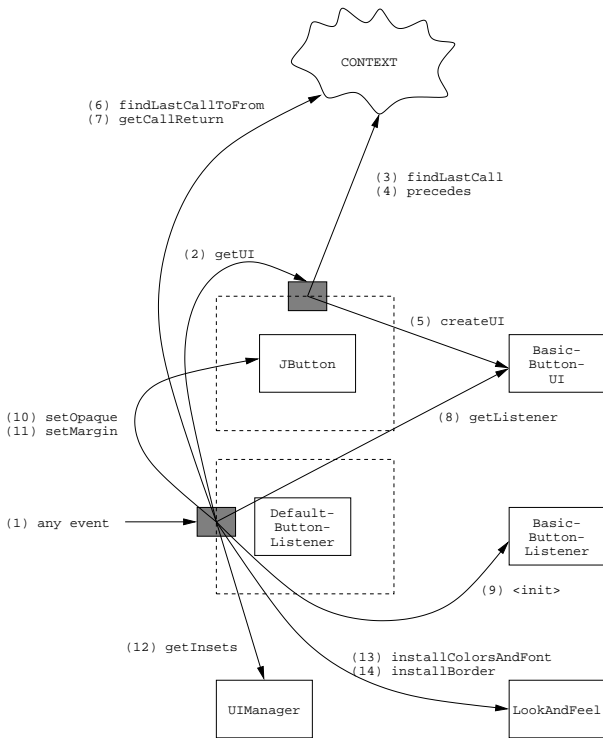 CONTEXT
(6) findLastCallToFrom
(7) getCallReturn
(3) findLastCall
(4) precedes
(2) getUI
(5) createUI
JButton
Basic-
Button-
UI
(10) setOpaque
(11) setMargin
(8) getListener
(1) any event
Default-
Button-
Listener
Basic-
Button-
Listener
(9) <init>
(12) getInsets
(13) installColorsAndFont
(14) installBorder
UIManager
LookAndFeel